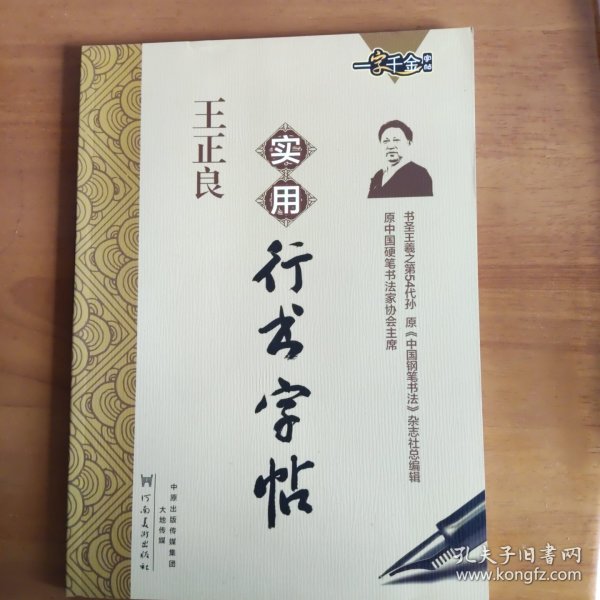 一字千金
字帖
王正良
实用
行书字帖
书圣王羲之第54代孙 原《中国钢笔书法》杂志社总编辑
原中国硬笔书法家协会主席
中原出版传媒集团
大地传媒
河南美术出版社
孔夫子旧书网
www.kongfz.com